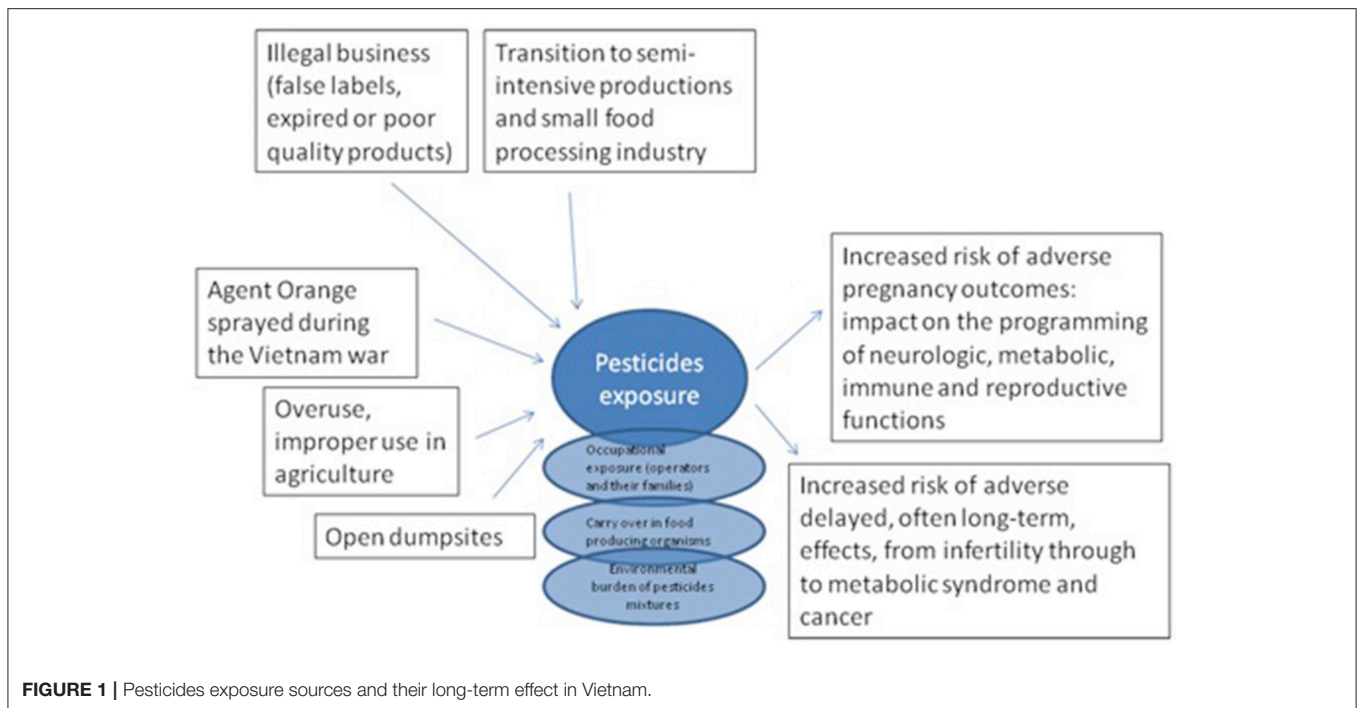 Illegal business
(false labels,
expired or poor
quality products)
Transition to semi-
intensive productions
and small food
processing industry
Agent Orange
sprayed during
the Vietnam war
Overuse,
improper use in
agriculture
Open dumpsites
Pesticides
exposure
Occupational
exposure (operators
and their families)
Carry over in food
producing organisms
Environmental
burden of pesticides
mixtures
Increased risk of adverse
pregnancy outcomes:
impact on the programming
of neurologic, metabolic,
immune and reproductive
functions
Increased risk of adverse
delayed, often long-term,
effects, from infertility through
to metabolic syndrome and
cancer
FIGURE 1 | Pesticides exposure sources and their long-term effect in Vietnam.